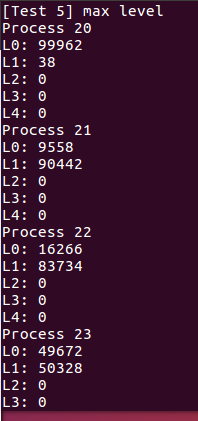 [Test 5] max level
Process 20
L0: 99962
L1: 38
L2: 0
L3: 0
L4: 0
Process 21
L0: 9558
L1: 90442
L2: 0
L3: 0
L4: 0
Process 22
L0: 16266
L1: 83734
L2: 0
L3: 0
L4: 0
Process 23
L0: 49672
L1: 50328
L2: 0
L3: 0